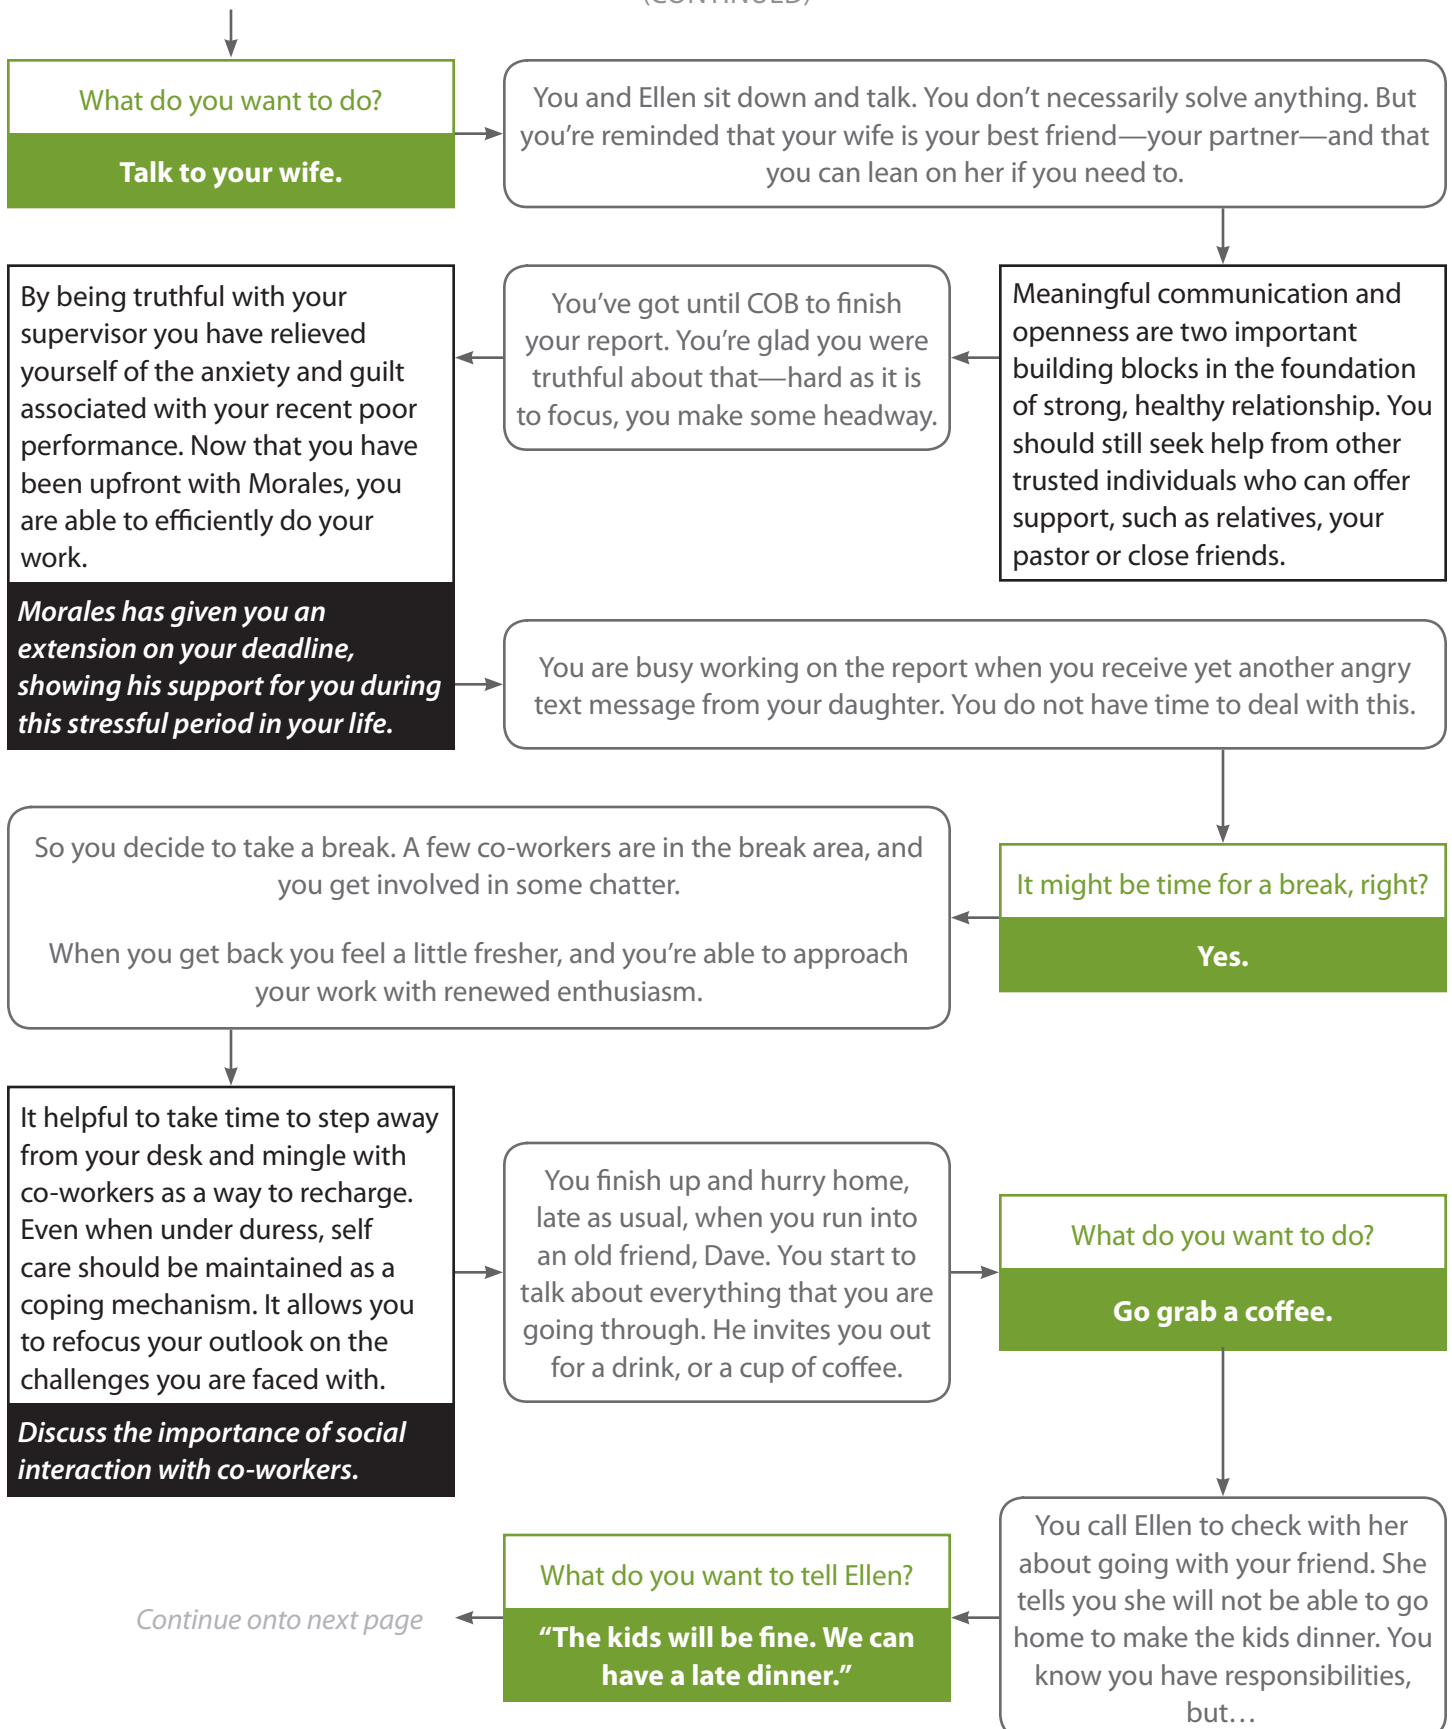 (CONTINUED)
What do you want to do?
Talk to your wife.
You and Ellen sit down and talk. You don’t necessarily solve anything. But
you’re reminded that your wife is your best friend—your partner—and that
you can lean on her if you need to.
Meaningful communication and
openness are two important
building blocks in the foundation
of strong, healthy relationship. You
should still seek help from other
trusted individuals who can offer
support, such as relatives, your
pastor or close friends.
You’ve got until COB to finish
your report. You’re glad you were
truthful about that—hard as it is
to focus, you make some headway.
By being truthful with your
supervisor you have relieved
yourself of the anxiety and guilt
associated with your recent poor
performance. Now that you have
been upfront with Morales, you
are able to efficiently do your
work.
Morales has given you an
extension on your deadline,
showing his support for you during
this stressful period in your life.
You are busy working on the report when you receive yet another angry
text message from your daughter. You do not have time to deal with this.
It might be time for a break, right?
Yes.
So you decide to take a break. A few co-workers are in the break area, and
you get involved in some chatter.
When you get back you feel a little fresher, and you’re able to approach
your work with renewed enthusiasm.
It helpful to take time to step away
from your desk and mingle with
co-workers as a way to recharge.
Even when under duress, self
care should be maintained as a
coping mechanism. It allows you
to refocus your outlook on the
challenges you are faced with.
Discuss the importance of social
interaction with co-workers.
You finish up and hurry home,
late as usual, when you run into
an old friend, Dave. You start to
talk about everything that you are
going through. He invites you out
for a drink, or a cup of coffee.
What do you want to do?
Go grab a coffee.
You call Ellen to check with her
about going with your friend. She
tells you she will not be able to go
home to make the kids dinner. You
know you have responsibilities,
but…
What do you want to tell Ellen?
“The kids will be fine. We can
have a late dinner.”
Continue onto next page